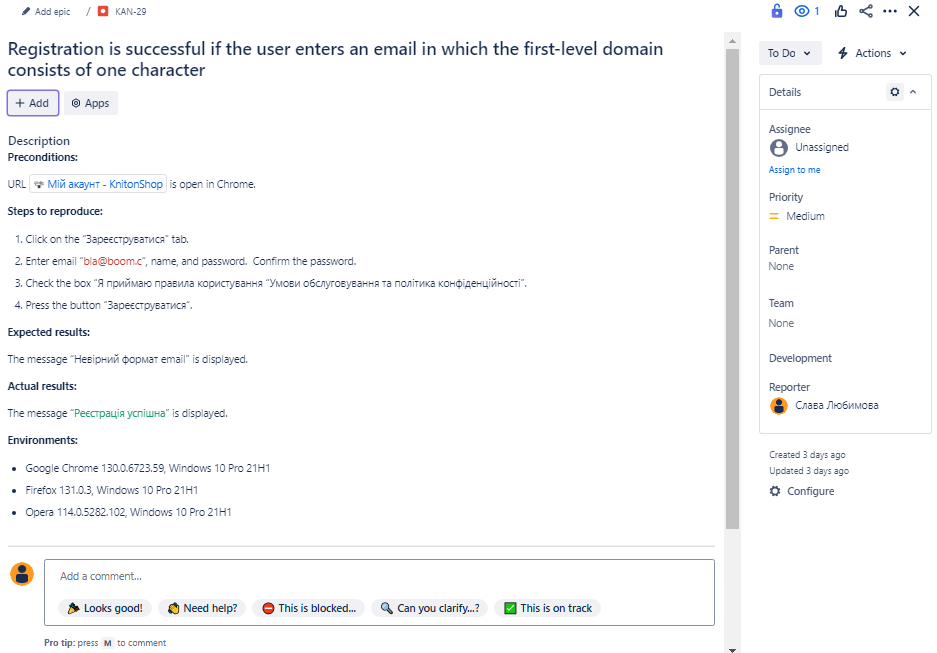 Add epic / KAN-29
1
Registration is successful if the user enters an email in which the first-level domain
consists of one character
+ Add
Apps
Description
Preconditions:
URL Мій акаунт - KnitonShop is open in Chrome.
Steps to reproduce:
1. Click on the "Зареєструватися" tab.
2. Enter email "bla@boom.c", name, and password. Confirm the password.
3. Check the box "Я приймаю правила користування "Умови обслуговування та політика конфіденційності".
4. Press the button "Зареєструватися".
Expected results:
The message "Невірний формат email" is displayed.
Actual results:
The message "Реєстрація успішна" is displayed.
Environments:
• Google Chrome 130.0.6723.59, Windows 10 Pro 21H1
• Firefox 131.0.3, Windows 10 Pro 21H1
• Opera 114.0.5282.102, Windows 10 Pro 21H1
Add a comment...
Looks good!
Need help?
This is blocked...
Can you clarify...?
This is on track
Pro tip: press M to comment
To Do
Actions
Details
Assignee
Unassigned
Assign to me
Priority
Medium
Parent
None
Team
None
Development
Reporter
Слава Любимова
Created 3 days ago
Updated 3 days ago
Configure